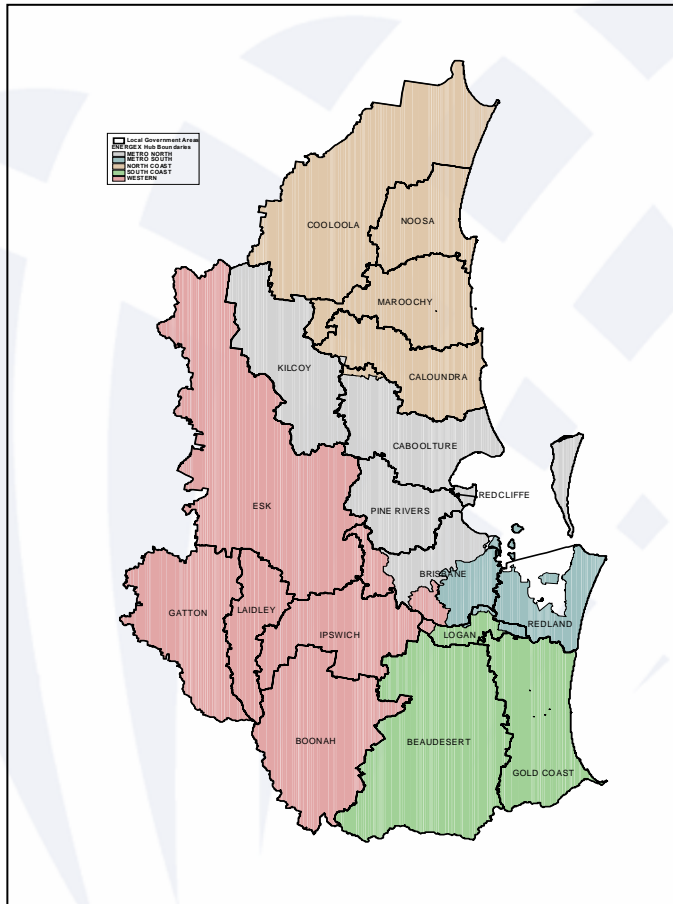 Local Government Areas
ENERGEX Hub Boundaries
METRO NORTH
METRO SOUTH
NORTH COAST
SOUTH COAST
WESTERN
COOLOOLA
NOOSA
MAROOCHY
KILCOY
CALOUNDRA
CABOOLTURE
REDCLIFFE
ESK
PINE RIVERS
BRISBANE
GATTON
LAIDLEY
IPSWICH
LOGAN
REDLAND
BOONAH
BEAUDESERT
GOLD COAST